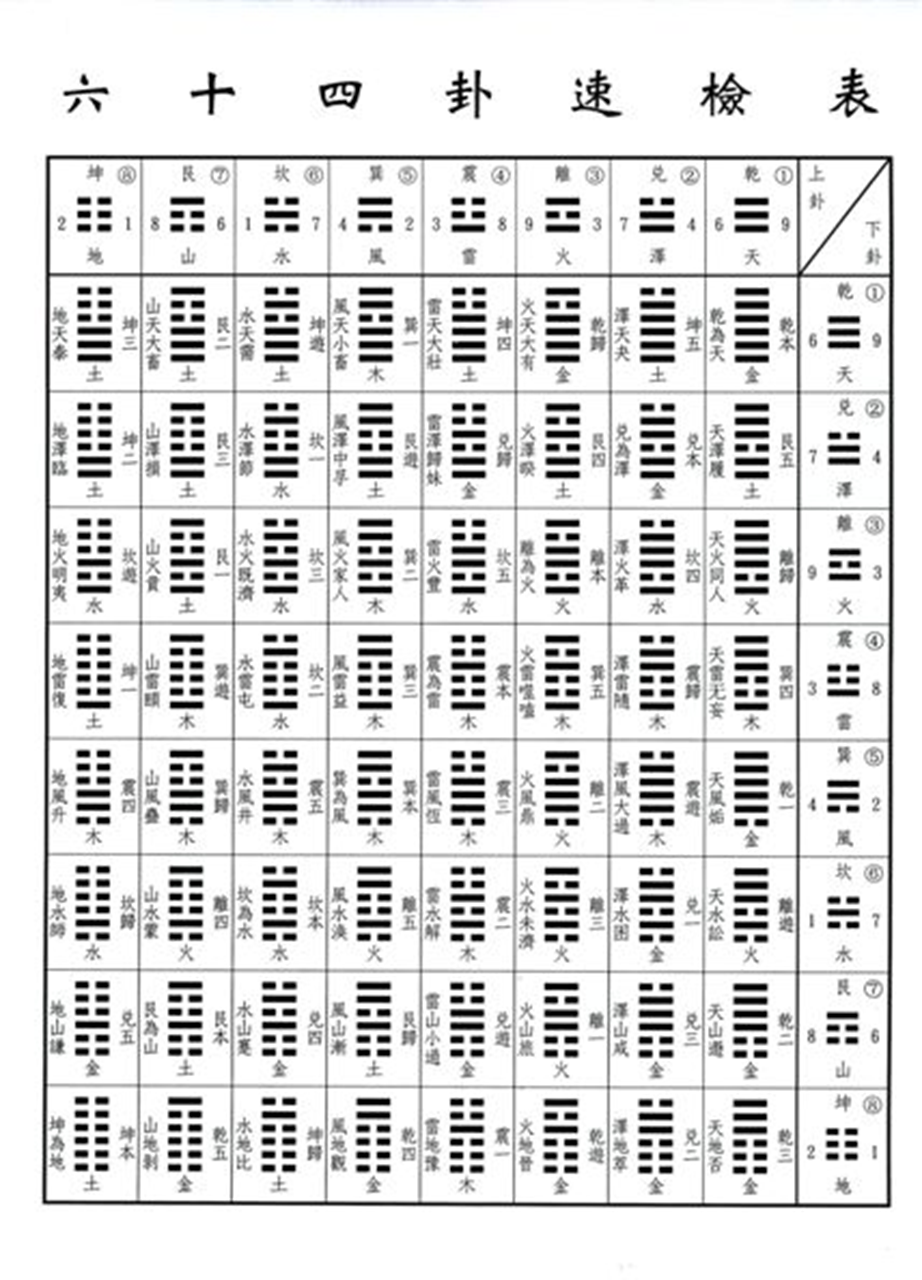 六十四卦速檢表
坤⑧ 艮⑦ 坎⑥ 巽⑤ 震④ 離③ 兌② 乾① 上卦
2 1 8 6 1 7 4 2 3 8 9 3 7 4 6 9 下卦
地 山 水 風 雷 火 澤 天
乾①
地天泰 坤三 山天大畜 艮二 水天需 坤遊 風天小畜 巽一 雷天大壯 坤四 火天大有 乾歸 澤天夬 坤五 乾為天 乾本 6 9
土 土 土 木 土 金 土 金 天
兌②
地澤臨 坤二 山澤損 艮三 水澤節 坎一 風澤中孚 艮遊 雷澤歸妹 兌歸 火澤睽 艮四 兌為澤 兌本 天澤履 艮五 7 4
土 土 水 土 金 土 金 土 澤
離③
地火明夷 坎遊 山火賁 艮一 水火既濟 坎三 風火家人 巽二 雷火豐 坎五 離為火 離本 澤火革 坎四 天火同人 離歸 9 3
水 土 水 木 水 火 水 火 火
震④
地雷復 坤一 山雷頤 巽遊 水雷屯 坎二 風雷益 巽三 震為雷 震本 火雷噬嗑 巽五 澤雷隨 震歸 天雷无妄 巽四 3 8
土 木 水 木 木 木 木 木 雷
巽⑤
地風升 震四 山風蠱 巽歸 水風井 震五 巽為風 巽本 雷風恆 震三 火風鼎 離二 澤風大過 震遊 天風姤 乾一 4 2
木 木 木 木 木 火 木 金 風
坎⑥
地水師 坎歸 山水蒙 離四 坎為水 坎本 風水渙 離五 雷水解 震二 火水未濟 離三 澤水困 兌一 天水訟 離遊 1 7
水 火 水 火 木 火 金 火 水
艮⑦
地山謙 兌五 艮為山 艮本 水山蹇 兌四 風山漸 艮歸 雷山小過 兌遊 火山旅 離一 澤山咸 兌三 天山遯 乾二 8 6
金 土 金 土 金 火 金 金 山
坤⑧
坤為地 坤本 山地剝 乾五 水地比 坤歸 風地觀 乾四 雷地豫 震一 火地晉 乾遊 澤地萃 兌二 天地否 乾三 2 1
土 金 土 金 木 金 金 金 地